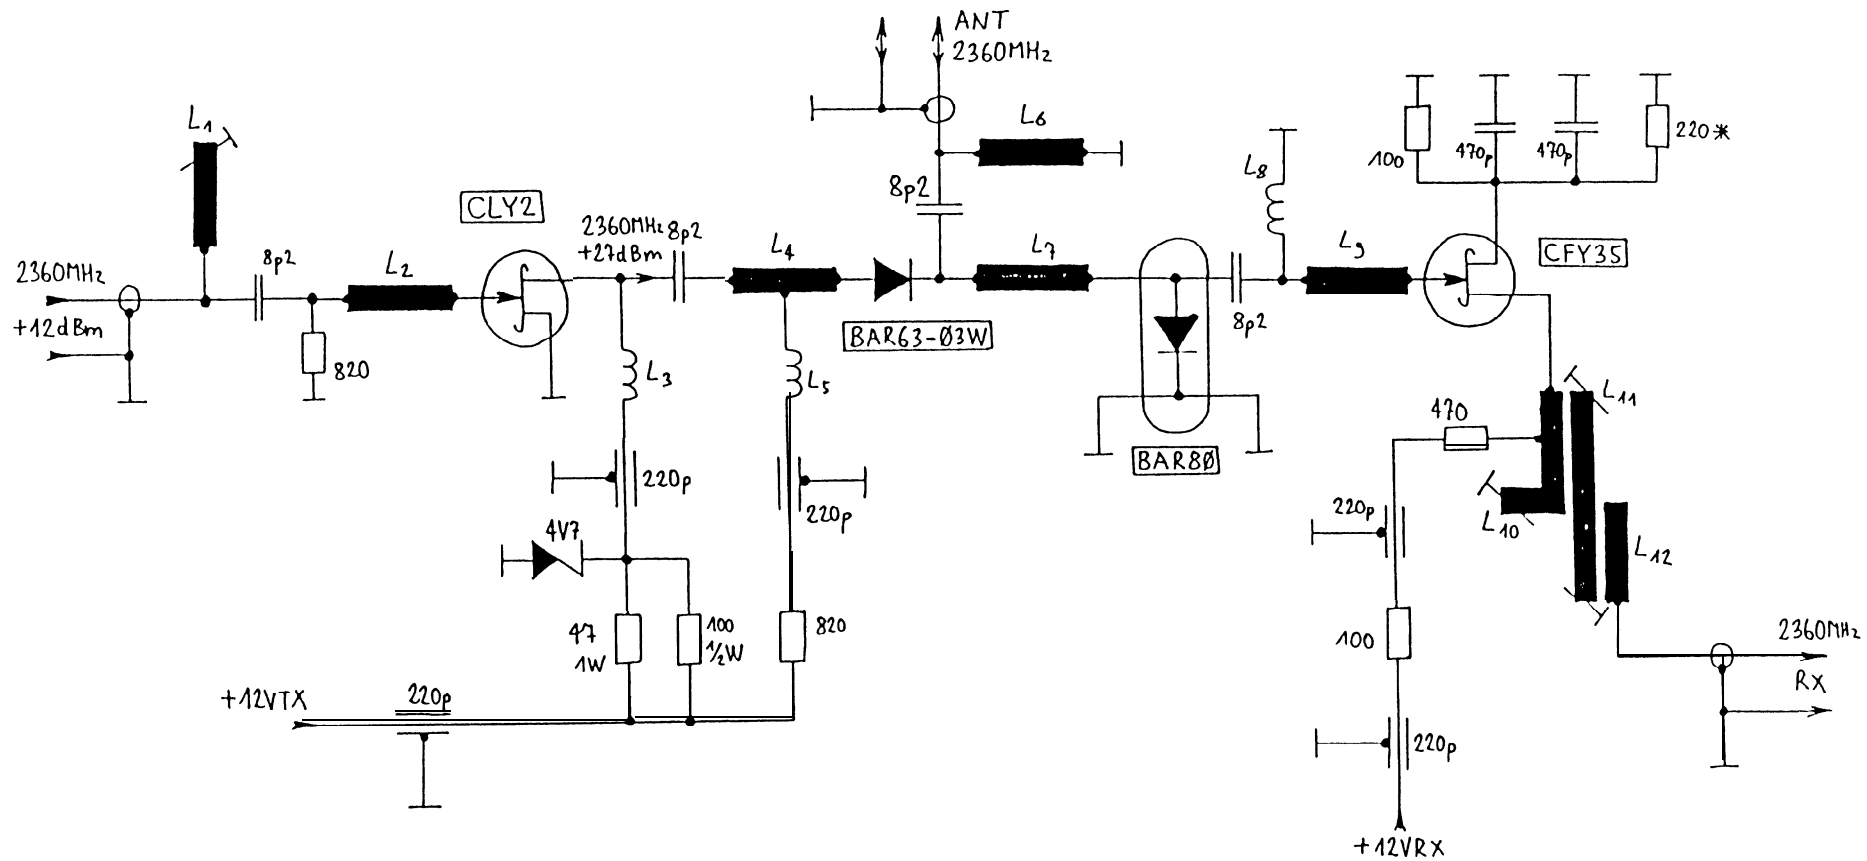 ANT
2360MHz
L1
L6
220*
100
470p
470p
L8
8p2
CLY2
2360MHz
+27dBm
8p2
L4
L7
L9
CFY35
2360MHz
+12dBm
8p2
L2
820
BAR63-03W
8p2
L3
L5
L11
470
BAR80
220p
220p
220p
L10
L12
4V7
47
1W
100
1/2W
820
100
2360MHz
RX
+12VTX
220p
220p
+12VRX